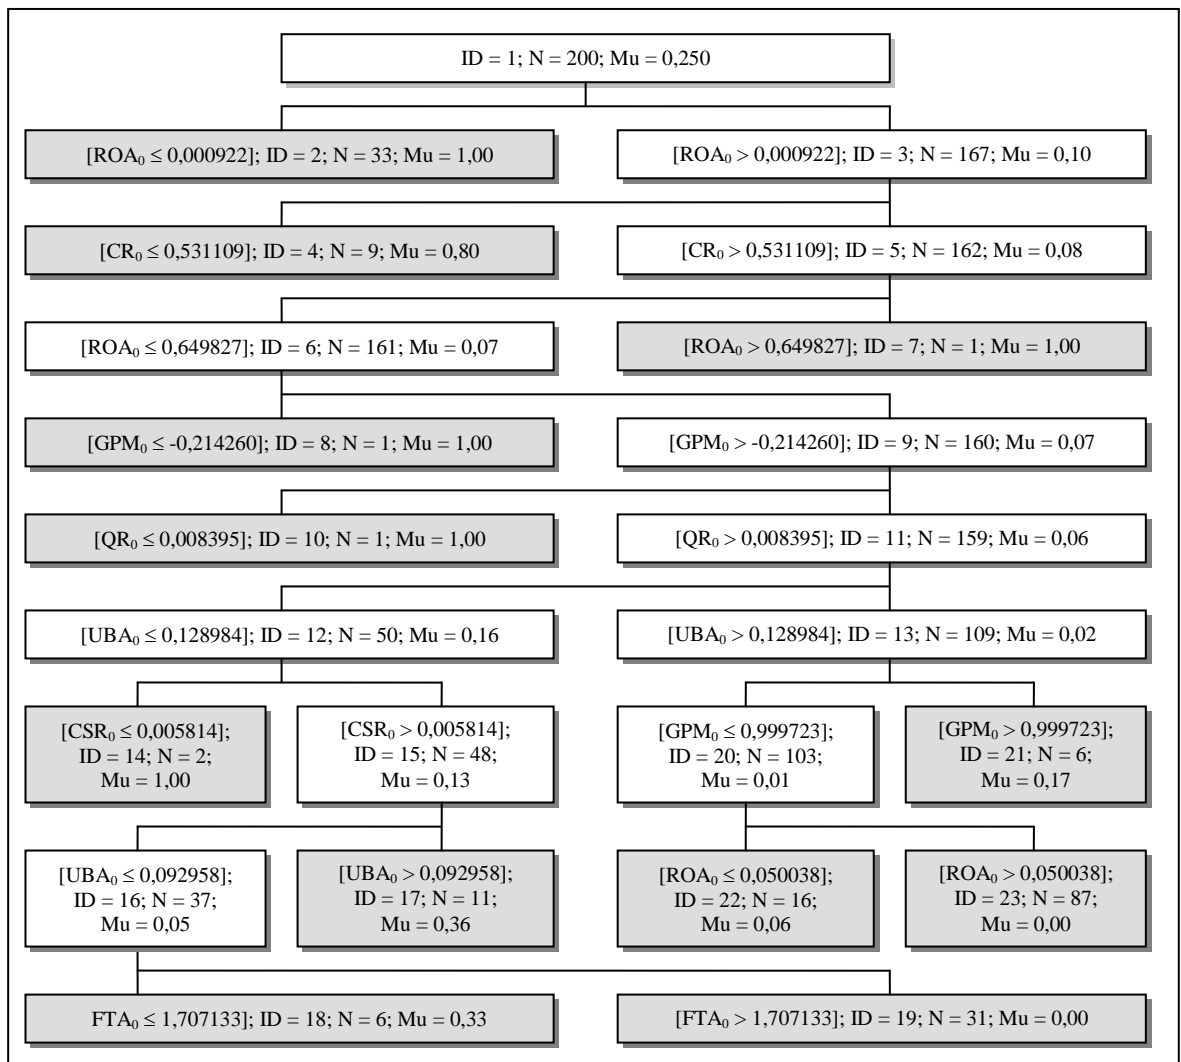 ID = 1; N = 200; Mu = 0,250
[ROA₀ ≤ 0,000922]; ID = 2; N = 33; Mu = 1,00
[ROA₀ > 0,000922]; ID = 3; N = 167; Mu = 0,10
[CR₀ ≤ 0,531109]; ID = 4; N = 9; Mu = 0,80
[CR₀ > 0,531109]; ID = 5; N = 162; Mu = 0,08
[ROA₀ ≤ 0,649827]; ID = 6; N = 161; Mu = 0,07
[ROA₀ > 0,649827]; ID = 7; N = 1; Mu = 1,00
[GPM₀ ≤ -0,214260]; ID = 8; N = 1; Mu = 1,00
[GPM₀ > -0,214260]; ID = 9; N = 160; Mu = 0,07
[QR₀ ≤ 0,008395]; ID = 10; N = 1; Mu = 1,00
[QR₀ > 0,008395]; ID = 11; N = 159; Mu = 0,06
[UBA₀ ≤ 0,128984]; ID = 12; N = 50; Mu = 0,16
[UBA₀ > 0,128984]; ID = 13; N = 109; Mu = 0,02
[CSR₀ ≤ 0,005814];
ID = 14; N = 2;
Mu = 1,00
[CSR₀ > 0,005814];
ID = 15; N = 48;
Mu = 0,13
[GPM₀ ≤ 0,999723];
ID = 20; N = 103;
Mu = 0,01
[GPM₀ > 0,999723];
ID = 21; N = 6;
Mu = 0,17
[UBA₀ ≤ 0,092958];
ID = 16; N = 37;
Mu = 0,05
[UBA₀ > 0,092958];
ID = 17; N = 11;
Mu = 0,36
[ROA₀ ≤ 0,050038];
ID = 22; N = 16;
Mu = 0,06
[ROA₀ > 0,050038];
ID = 23; N = 87;
Mu = 0,00
FTA₀ ≤ 1,707133]; ID = 18; N = 6; Mu = 0,33
[FTA₀ > 1,707133]; ID = 19; N = 31; Mu = 0,00